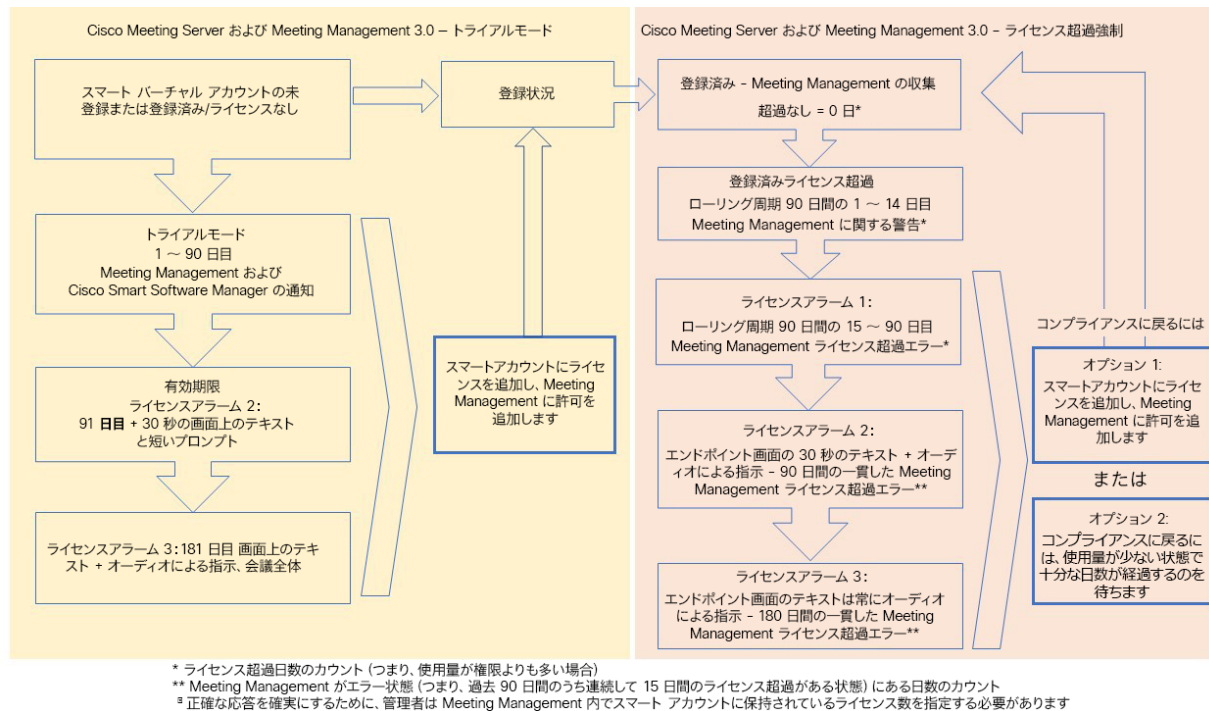 Cisco Meeting Server および Meeting Management 3.0 – トライアルモード
スマート バーチャル アカウントの未
登録または登録済み/ライセンスなし
登録状況
トライアルモード
1 ～ 90 日目
Meeting Management および
Cisco Smart Software Manager の通知
有効期限
ライセンスアラーム 2：
91 日目 + 30 秒の画面上のテキスト
と短いプロンプト
ライセンスアラーム 3：181 日目 画面上のテキ
スト + オーディオによる指示、会議全体
スマートアカウントにライセ
ンスを追加し、Meeting
Management に許可を
追加します
Cisco Meeting Server および Meeting Management 3.0 – ライセンス超過強制
登録済み - Meeting Management の収集
超過なし = 0 日*
登録済みライセンス超過
ローリング周期 90 日間の 1 ～ 14 日目
Meeting Management に関する警告*
ライセンスアラーム 1：
ローリング周期 90 日間の 15 ～ 90 日目
Meeting Management ライセンス超過エラー*
ライセンスアラーム 2：
エンドポイント画面の 30 秒のテキスト + オーデ
ィオによる指示 - 90 日間の一貫した Meeting
Management ライセンス超過エラー**
ライセンスアラーム 3：
エンドポイント画面のテキストは常にオーディオ
による指示 - 180 日間の一貫した Meeting
Management ライセンス超過エラー**
コンプライアンスに戻るには
オプション 1:
スマートアカウントにライセ
ンスを追加し、Meeting
Management に許可を追
加します
または
オプション 2:
コンプライアンスに戻るに
は、使用量が少ない状態で
十分な日数が経過するのを
待ちます
* ライセンス超過日数のカウント (つまり、使用量が権限よりも多い場合)
** Meeting Management がエラー状態 (つまり、過去 90 日間のうち連続して 15 日間のライセンス超過がある状態) にある日数のカウント
ª 正確な応答を確実にするために、管理者は Meeting Management 内でスマート アカウントに保持されているライセンス数を指定する必要があります